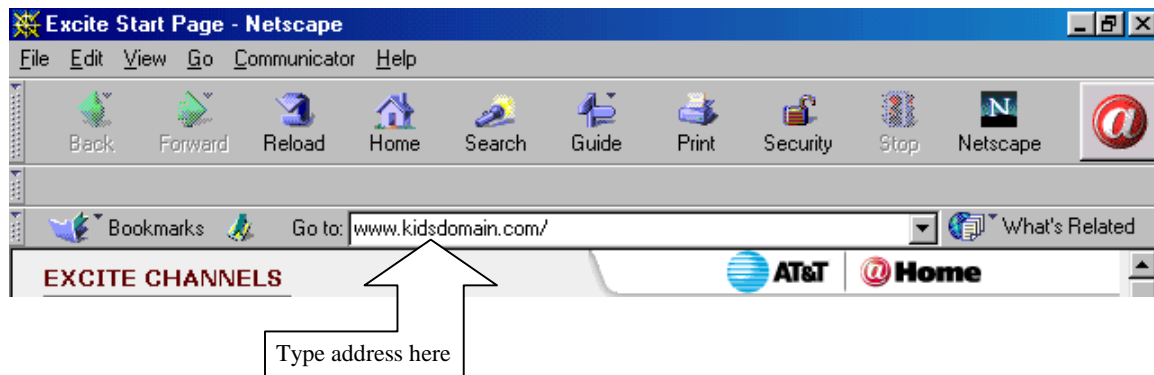 Excite Start Page - Netscape
File Edit View Go Communicator Help
Back Forward Reload Home Search Guide Print Security Stop Netscape
Bookmarks Go to: www.kidsdomain.com/ What's Related
EXCITE CHANNELS AT&T @Home
Type address here